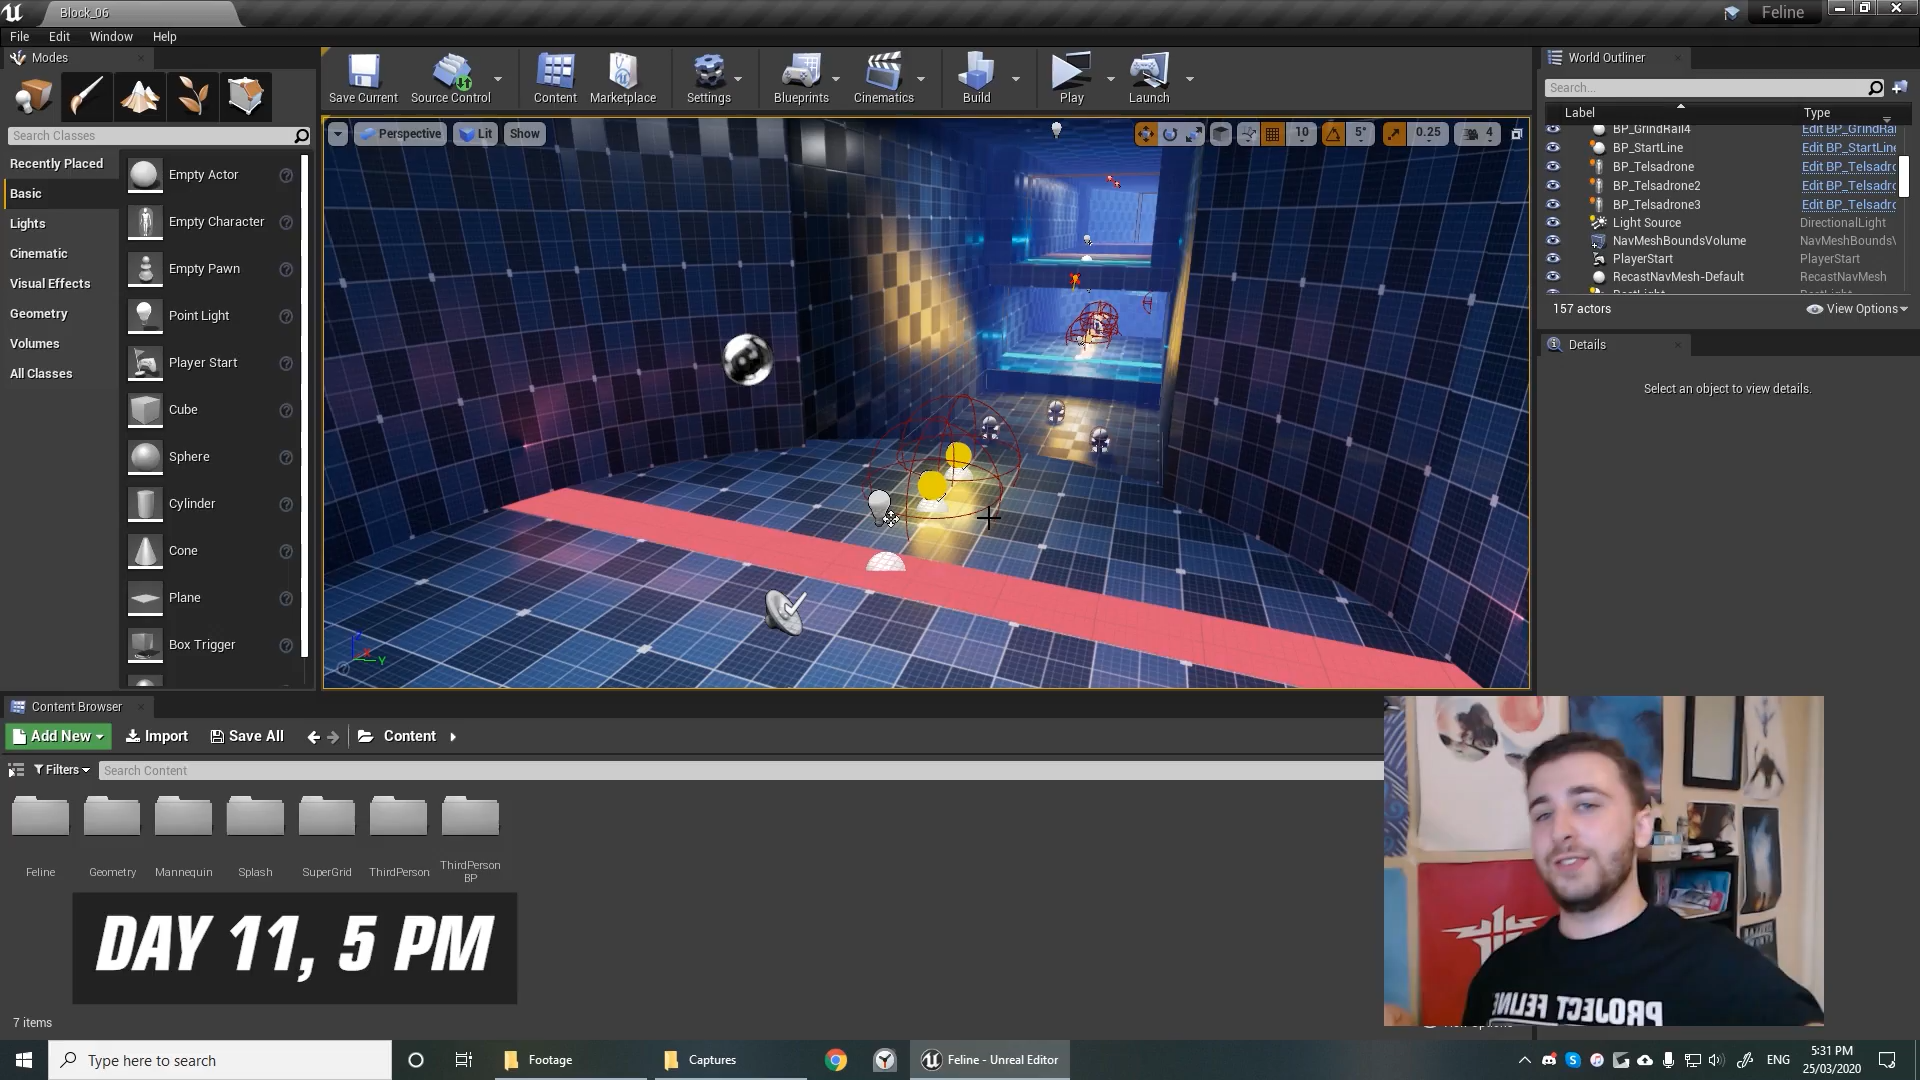 Block_06
Feline
File Edit Window Help
Modes
World Outliner
Save Current
Source Control
Content
Marketplace
Settings
Blueprints
Cinematics
Build
Play
Launch
Search...
Label
Type
Search Classes
Perspective
Lit
Show
10
5°
0.25
4
Recently Placed
Basic
Lights
Cinematic
Visual Effects
Geometry
Volumes
All Classes
Empty Actor
Empty Character
Empty Pawn
Point Light
Player Start
Cube
Sphere
Cylinder
Cone
Plane
Box Trigger
BP_GrindRail4 Edit BP_GrindRai
BP_StartLine Edit BP_StartLine
BP_Telsadrone Edit BP_Telsadro
BP_Telsadrone2 Edit BP_Telsadro
BP_Telsadrone3 Edit BP_Telsadro
Light Source DirectionalLight
NavMeshBoundsVolume NavMeshBoundsV
PlayerStart PlayerStart
RecastNavMesh-Default RecastNavMesh
157 actors
View Options
Details
Select an object to view details.
Y
Content Browser
Add New
Import
Save All
Content
Filters
Search Content
Feline
Geometry
Mannequin
Splash
SuperGrid
ThirdPerson
ThirdPerson
BP
DAY 11, 5 PM
PROJECT FELINE
7 items
Type here to search
Footage
Captures
Feline - Unreal Editor
ENG
5:31 PM
25/03/2020